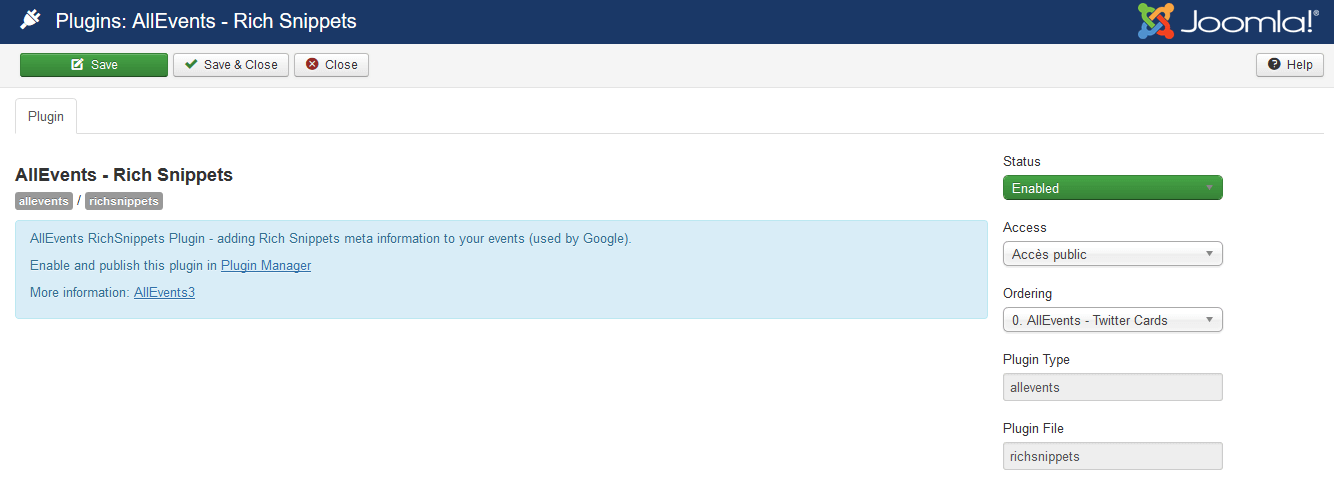 Plugins: AllEvents - Rich Snippets
Joomla!®
Save
Save & Close
Close
Help
Plugin
AllEvents - Rich Snippets
allevents / richsnippets
AllEvents RichSnippets Plugin - adding Rich Snippets meta information to your events (used by Google).
Enable and publish this plugin in Plugin Manager
More information: AllEvents3
Status
Enabled
Access
Accès public
Ordering
0. AllEvents - Twitter Cards
Plugin Type
allevents
Plugin File
richsnippets